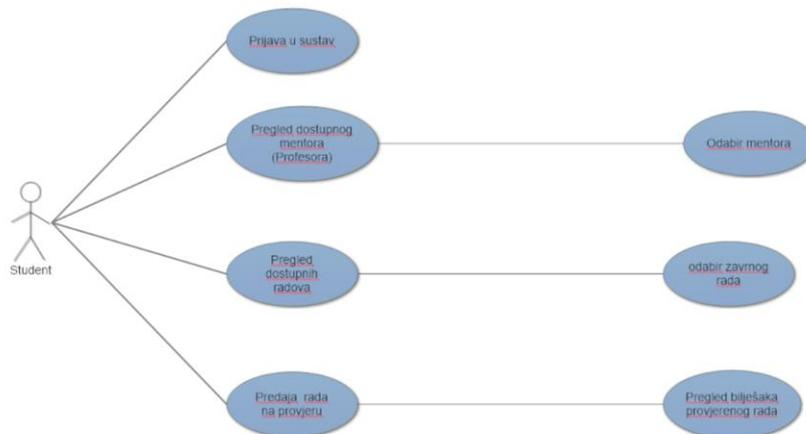 Prijava u sustav
Pregled dostupnog
mentora
(Profesora)
Odabir mentora
Student
Pregled
dostupnih
radova
odabir zavrnog
rada
Predaja rada
na provjeru
Pregled bilješaka
provjerenog rada